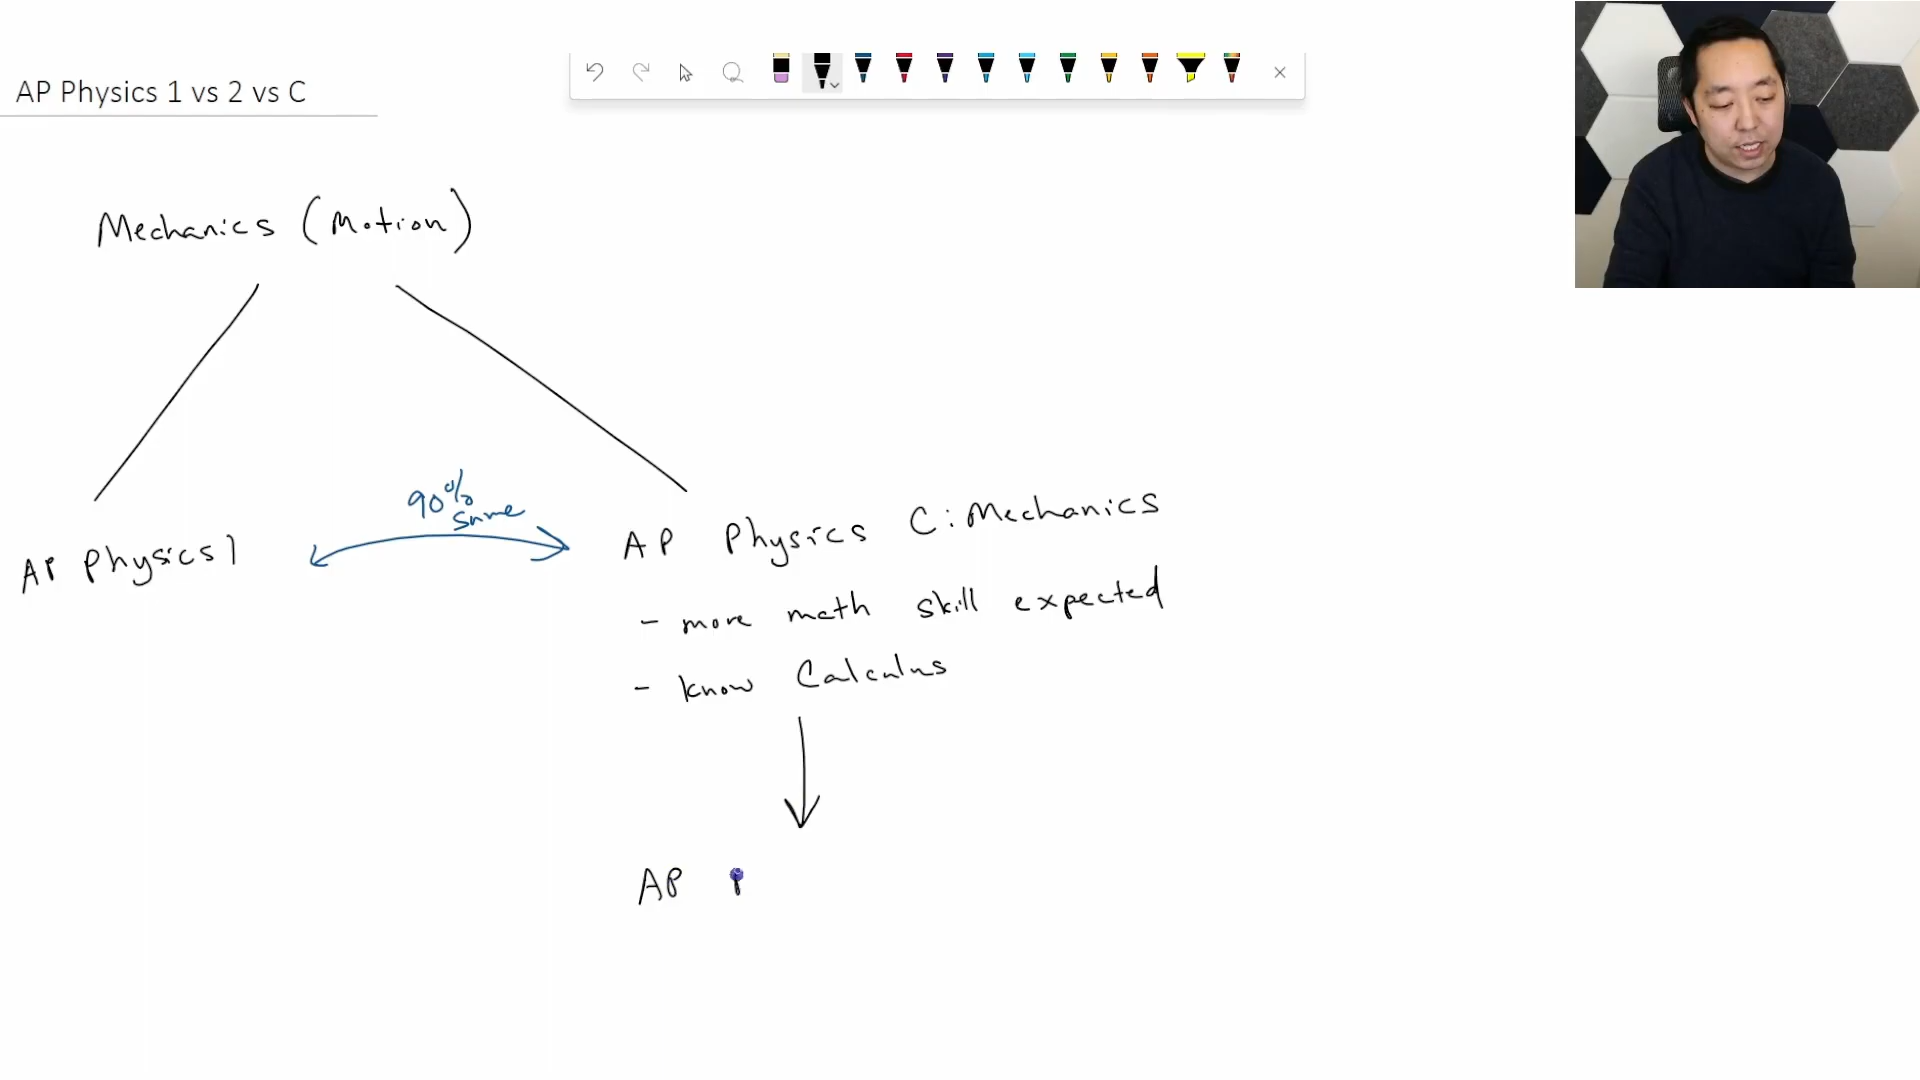 AP Physics 1 vs 2 vs C
Mechanics (Motion)
90% same
AP Physics 1
AP Physics C: Mechanics
- more math skill expected
- know Calculus
AP